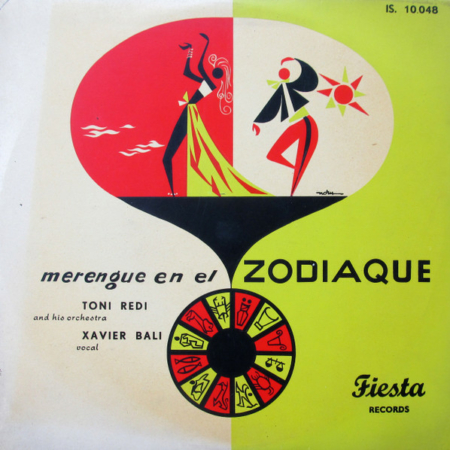 IS. 10.048
merengue en el ZODIAQUE
TONI REDI
and his orchestra
XAVIER BALI
vocal
Fiesta
RECORDS